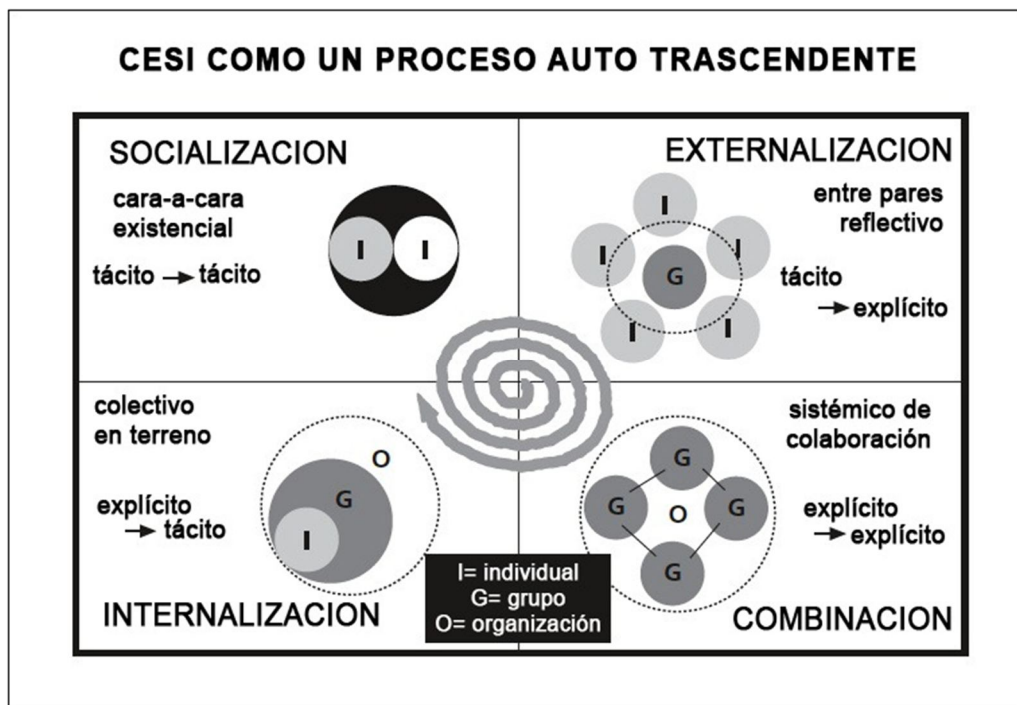 CESI COMO UN PROCESO AUTO TRASCENDENTE
SOCIALIZACION
cara-a-cara
existencial
tácito → tácito
I I
EXTERNALIZACION
entre pares
reflectivo
tácito
→ explícito
I
I
I
G
I
I
colectivo
en terreno
explícito
→ tácito
O
G
I
INTERNALIZACION
sistémico de
colaboración
explícito
→ explícito
G
G
O
G
G
COMBINACION
I= individual
G= grupo
O= organización